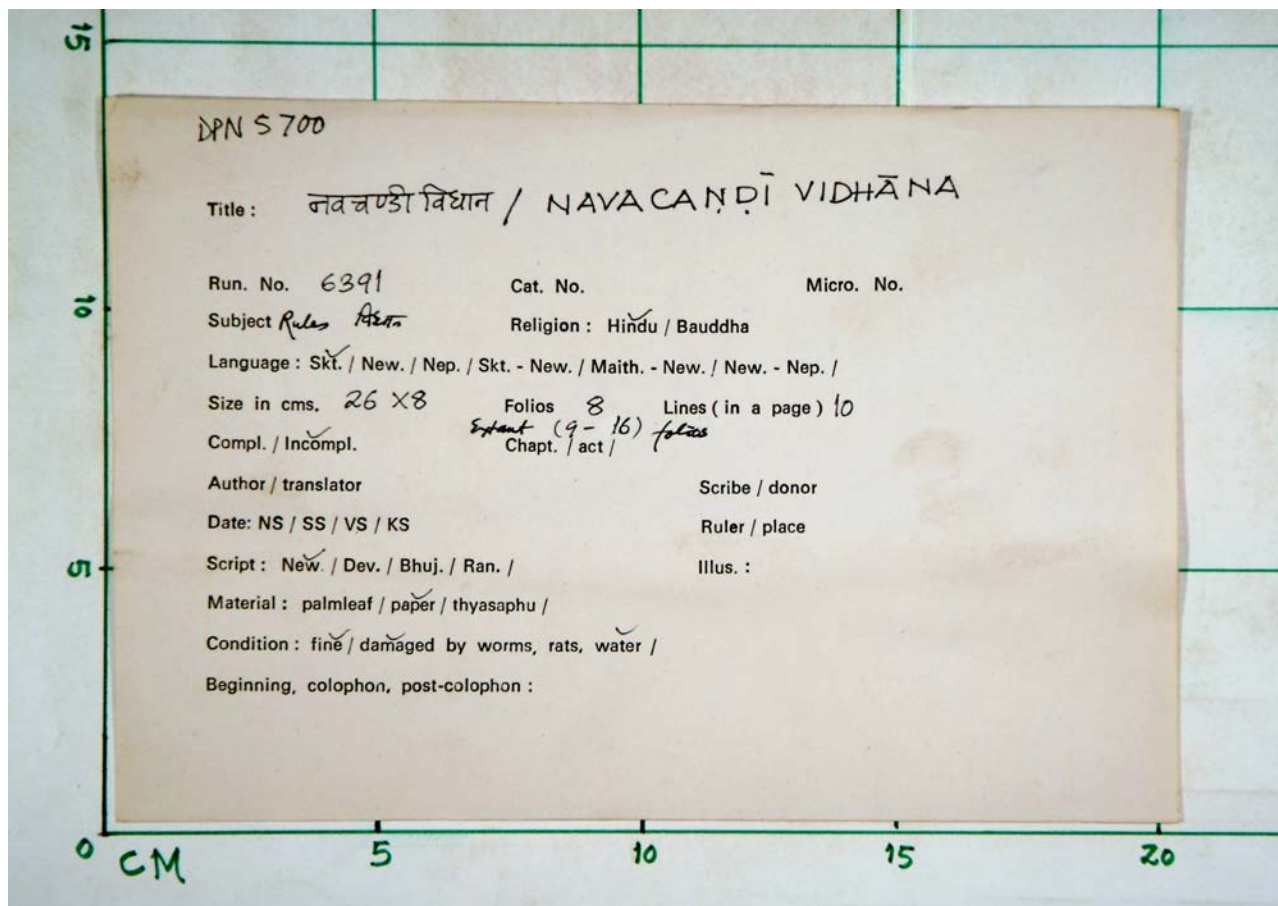 15
DPN 5700
Title : नवचण्डी विधान / NAVACAṆḌĪ VIDHĀNA
Run. No. 6391 Cat. No. Micro. No.
10
Subject Rules विधान Religion : Hindu / Bauddha
Language : Skt. / New. / Nep. / Skt. - New. / Maith. - New. / New. - Nep. /
Size in cms. 26 X8 Folios 8 Lines ( in a page ) 10
Extant (9 - 16) folios
Compl. / Incompl. Chapt. / act /
Author / translator Scribe / donor
Date: NS / SS / VS / KS Ruler / place
5
Script : New. / Dev. / Bhuj. / Ran. / Illus. :
Material : palmleaf / paper / thyasaphu /
Condition : fine / damaged by worms, rats, water /
Beginning, colophon, post-colophon :
0 CM 5 10 15 20